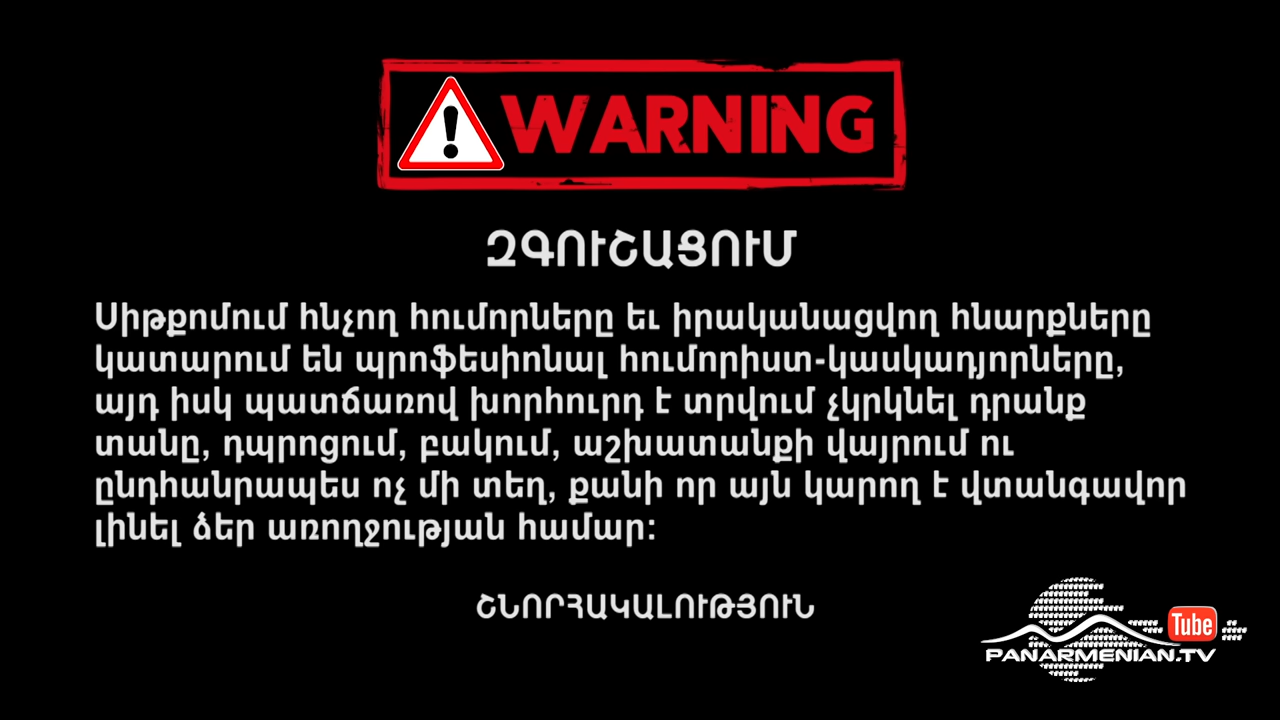 WARNING
ԶԳՈՒՇԱՑՈՒՄ
Սիթքոմում հնչող հումորները եւ իրականացվող հնարքները
կատարում են պրոֆեսիոնալ հումորիստ-կասկադյորները,
այդ իսկ պատճառով խորհուրդ է տրվում չկրկնել դրանք
տանը, դպրոցում, բակում, աշխատանքի վայրում ու
ընդհանրապես ոչ մի տեղ, քանի որ այն կարող է վտանգավոր
լինել ձեր առողջության համար:
ՇՆՈՐՀԱԿԱԼՈՒԹՅՈՒՆ
Tube
PANARMENIAN.TV